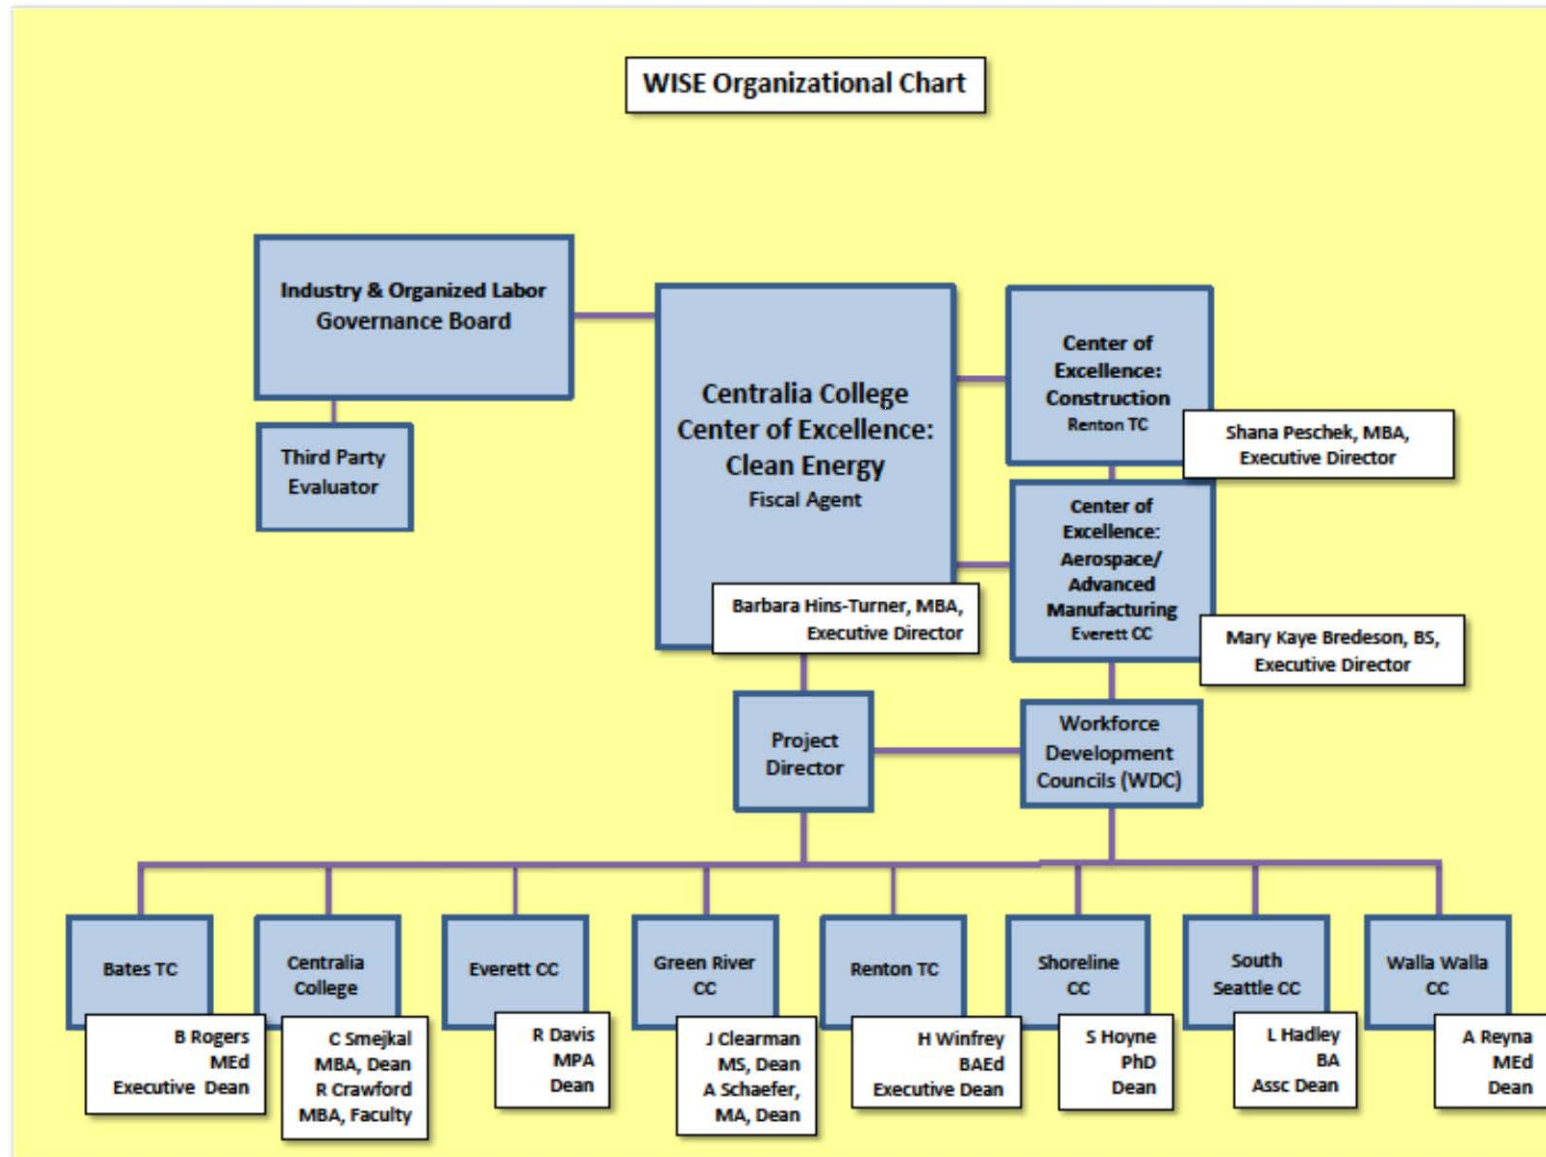 WISE Organizational Chart
Industry & Organized Labor
Governance Board
Third Party
Evaluator
Centralia College
Center of Excellence:
Clean Energy
Fiscal Agent
Barbara Hins-Turner, MBA,
Executive Director
Center of
Excellence:
Construction
Renton TC
Shana Peschek, MBA,
Executive Director
Center of
Excellence:
Aerospace/
Advanced
Manufacturing
Everett CC
Mary Kaye Bredeson, BS,
Executive Director
Project
Director
Workforce
Development
Councils (WDC)
Bates TC
B Rogers
MEd
Executive Dean
Centralia
College
C Smejkal
MBA, Dean
R Crawford
MBA, Faculty
Everett CC
R Davis
MPA
Dean
Green River
CC
J Clearman
MS, Dean
A Schaefer,
MA, Dean
Renton TC
H Winfrey
BAEd
Executive Dean
Shoreline
CC
S Hoyne
PhD
Dean
South
Seattle CC
L Hadley
BA
Assc Dean
Walla Walla
CC
A Reyna
MEd
Dean